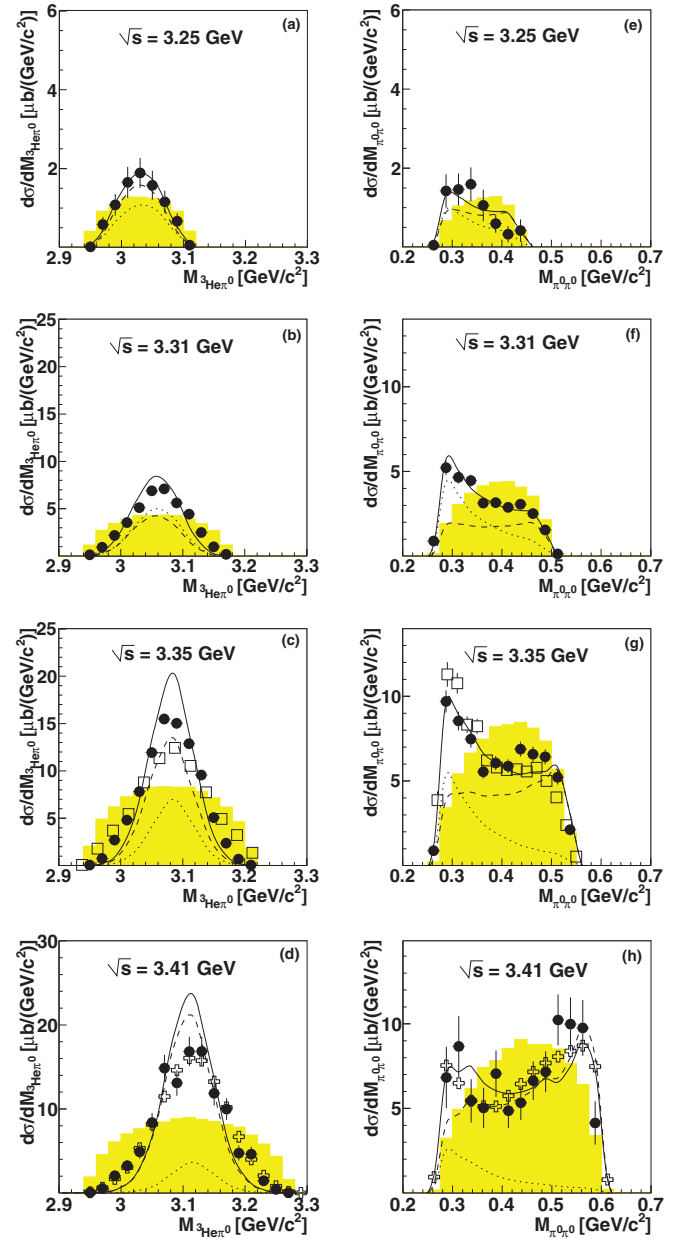 (a)
√s = 3.25 GeV
dσ/dM³Heπ⁰ [μb/(GeV/c²)]
6
4
2
2.9 3 3.1 3.2 3.3
M³Heπ⁰ [GeV/c²]
(e)
√s = 3.25 GeV
dσ/dMπ⁰π⁰ [μb/(GeV/c²)]
6
4
2
0.2 0.3 0.4 0.5 0.6 0.7
Mπ⁰π⁰ [GeV/c²]
(b)
√s = 3.31 GeV
dσ/dM³Heπ⁰ [μb/(GeV/c²)]
25
20
15
10
5
2.9 3 3.1 3.2 3.3
M³Heπ⁰ [GeV/c²]
(f)
√s = 3.31 GeV
dσ/dMπ⁰π⁰ [μb/(GeV/c²)]
10
5
0.2 0.3 0.4 0.5 0.6 0.7
Mπ⁰π⁰ [GeV/c²]
(c)
√s = 3.35 GeV
dσ/dM³Heπ⁰ [μb/(GeV/c²)]
25
20
15
10
5
2.9 3 3.1 3.2 3.3
M³Heπ⁰ [GeV/c²]
(g)
√s = 3.35 GeV
dσ/dMπ⁰π⁰ [μb/(GeV/c²)]
10
5
0.2 0.3 0.4 0.5 0.6 0.7
Mπ⁰π⁰ [GeV/c²]
(d)
√s = 3.41 GeV
dσ/dM³Heπ⁰ [μb/(GeV/c²)]
30
20
10
2.9 3 3.1 3.2 3.3
M³Heπ⁰ [GeV/c²]
(h)
√s = 3.41 GeV
dσ/dMπ⁰π⁰ [μb/(GeV/c²)]
10
5
0.2 0.3 0.4 0.5 0.6 0.7
Mπ⁰π⁰ [GeV/c²]